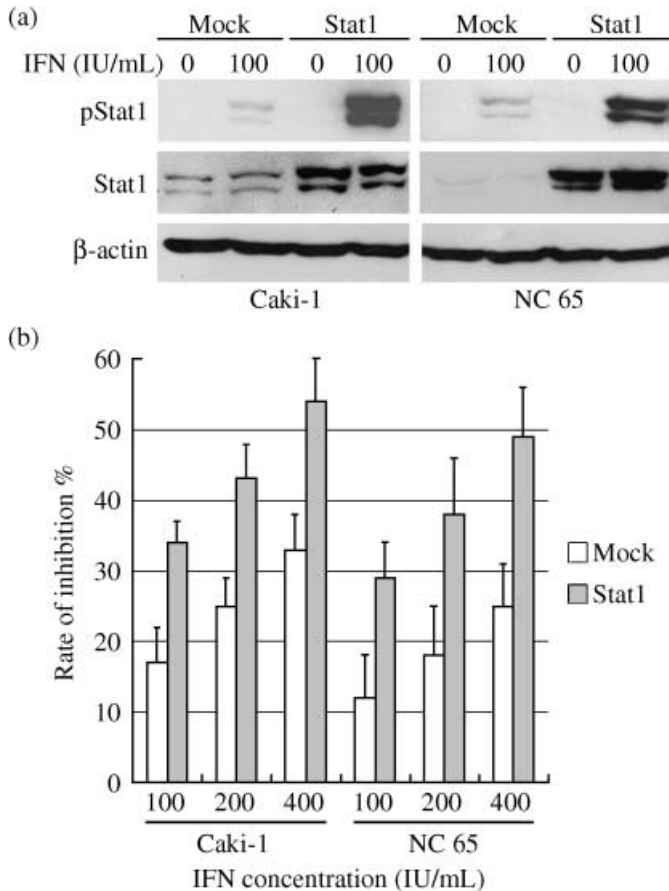 (a)
Mock Stat1 Mock Stat1
IFN (IU/mL) 0 100 0 100 0 100 0 100
pStat1
Stat1
β-actin
Caki-1 NC 65
(b)
60
50
40
30
20
10
0
Rate of inhibition %
Mock
Stat1
100 200 400 100 200 400
Caki-1 NC 65
IFN concentration (IU/mL)